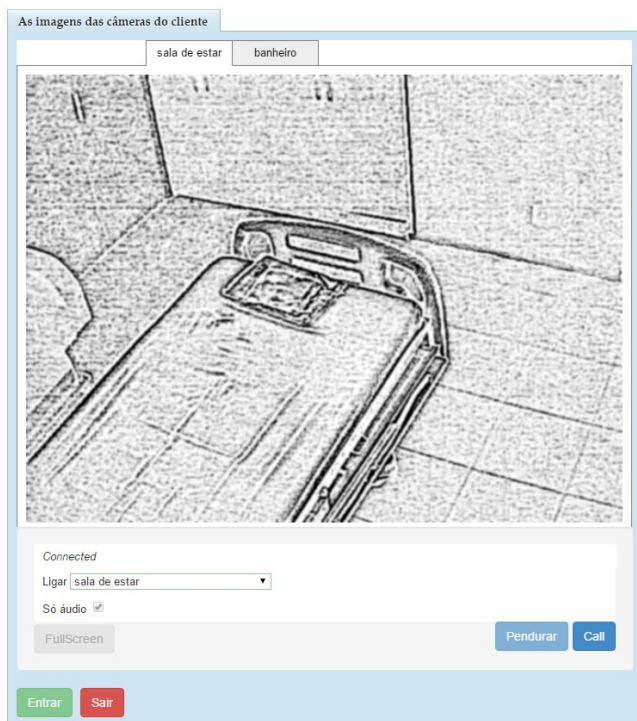 As imagens das câmeras do cliente
sala de estar banheiro
Connected
Ligar sala de estar
Só áudio
FullScreen Pendurar Call
Entrar Sair